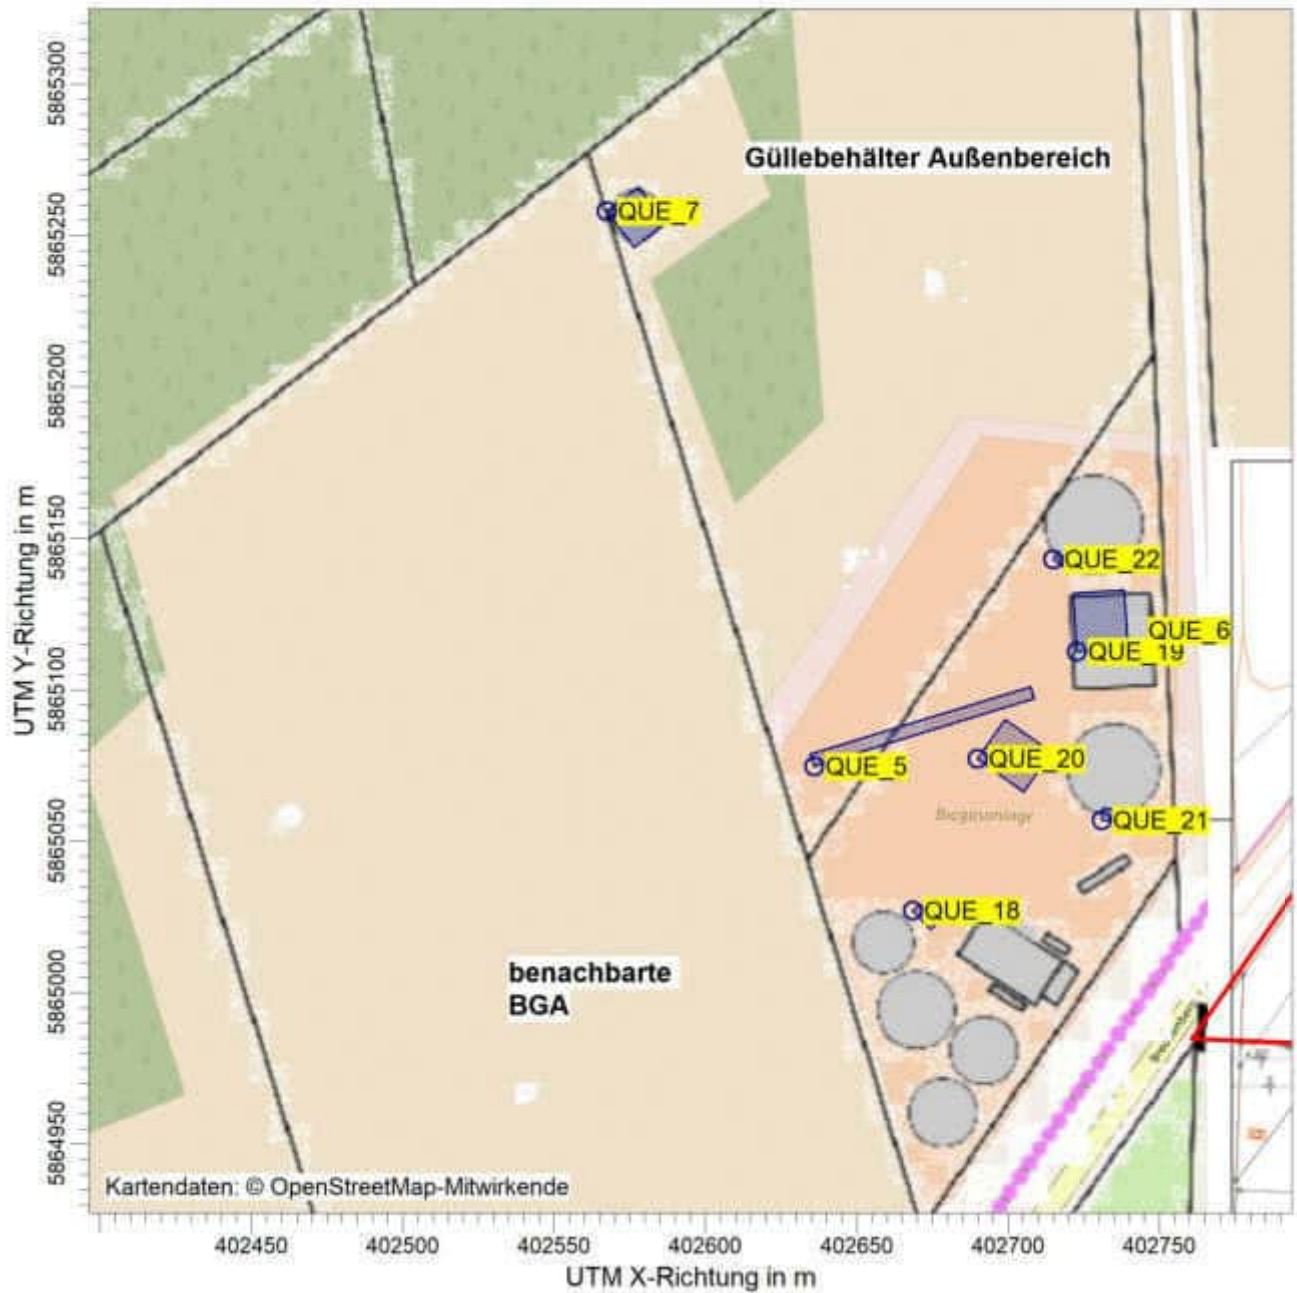 5865300
Güllebehälter Außenbereich
QUE_7
5865250
5865200
5865150
QUE_22
QUE_6
QUE_19
5865100
QUE_5
QUE_20
Biogasanlage
QUE_21
5865050
QUE_18
benachbarte
BGA
5865000
5864950
UTM Y-Richtung in m
Kartendaten: © OpenStreetMap-Mitwirkende
402450 402500 402550 402600 402650 402700 402750
UTM X-Richtung in m